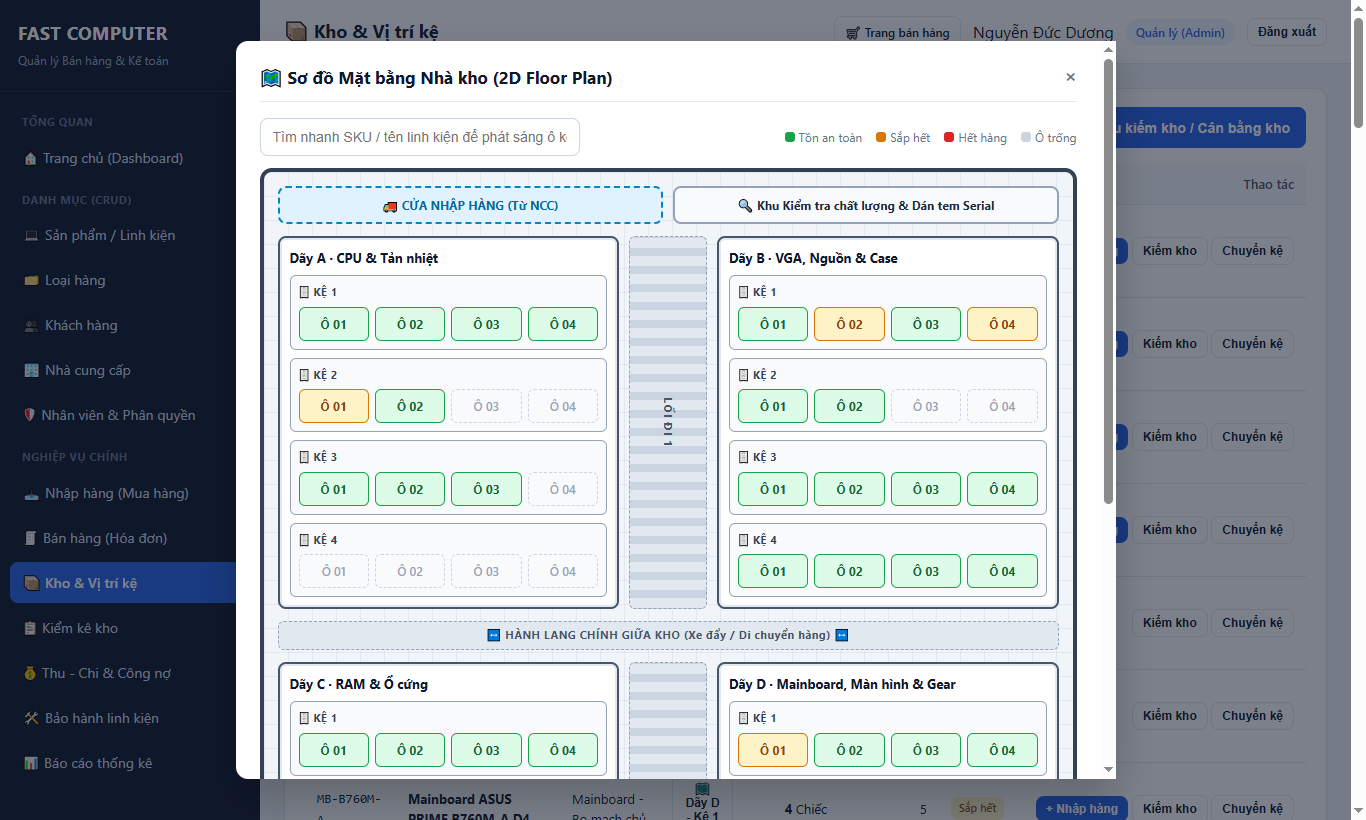 FAST COMPUTER
Quản lý Bán hàng & Kế toán
TỔNG QUAN
Trang chủ (Dashboard)
DANH MỤC (CRUD)
Sản phẩm / Linh kiện
Loại hàng
Khách hàng
Nhà cung cấp
Nhân viên & Phân quyền
NGHIỆP VỤ CHÍNH
Nhập hàng (Mua hàng)
Bán hàng (Hóa đơn)
Kho & Vị trí kệ
Kiểm kê kho
Thu - Chi & Công nợ
Bảo hành linh kiện
Báo cáo thống kê
Kho & Vị trí kệ
Trang bán hàng
Nguyễn Đức Dương
Quản lý (Admin)
Đăng xuất
Sơ đồ Mặt bằng Nhà kho (2D Floor Plan)
×
Tìm nhanh SKU / tên linh kiện để phát sáng ô k
Tồn an toàn
Sắp hết
Hết hàng
Ô trống
CỬA NHẬP HÀNG (Từ NCC)
Khu Kiểm tra chất lượng & Dán tem Serial
Dãy A · CPU & Tản nhiệt
KỆ 1
Ô 01 Ô 02 Ô 03 Ô 04
KỆ 2
Ô 01 Ô 02 Ô 03 Ô 04
KỆ 3
Ô 01 Ô 02 Ô 03 Ô 04
KỆ 4
Ô 01 Ô 02 Ô 03 Ô 04
LỐI ĐI 1
Dãy B · VGA, Nguồn & Case
KỆ 1
Ô 01 Ô 02 Ô 03 Ô 04
KỆ 2
Ô 01 Ô 02 Ô 03 Ô 04
KỆ 3
Ô 01 Ô 02 Ô 03 Ô 04
KỆ 4
Ô 01 Ô 02 Ô 03 Ô 04
HÀNH LANG CHÍNH GIỮA KHO (Xe đẩy / Di chuyển hàng)
Dãy C · RAM & Ổ cứng
KỆ 1
Ô 01 Ô 02 Ô 03 Ô 04
Dãy D · Mainboard, Màn hình & Gear
KỆ 1
Ô 01 Ô 02 Ô 03 Ô 04
kiểm kho / Cân bằng kho
Thao tác
Kiểm kho Chuyển kệ
Kiểm kho Chuyển kệ
Kiểm kho Chuyển kệ
Kiểm kho Chuyển kệ
Kiểm kho Chuyển kệ
Kiểm kho Chuyển kệ
MB-B760M-
Mainboard ASUS
PRIME B760M-A D4
Mainboard -
Bo mạch chủ
Dãy D
- Kệ 1
4 Chiếc
5
Sắp hết
+ Nhập hàng
Kiểm kho Chuyển kệ